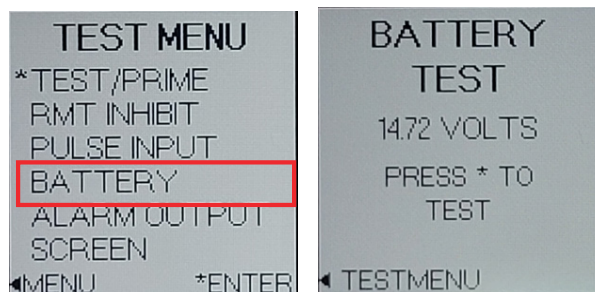 TEST MENU
*TEST/PRIME
RMT INHIBIT
PULSE INPUT
BATTERY
ALARM OUTPUT
SCREEN
◀MENU *ENTER
BATTERY
TEST
14.72 VOLTS
PRESS * TO
TEST
◀ TESTMENU